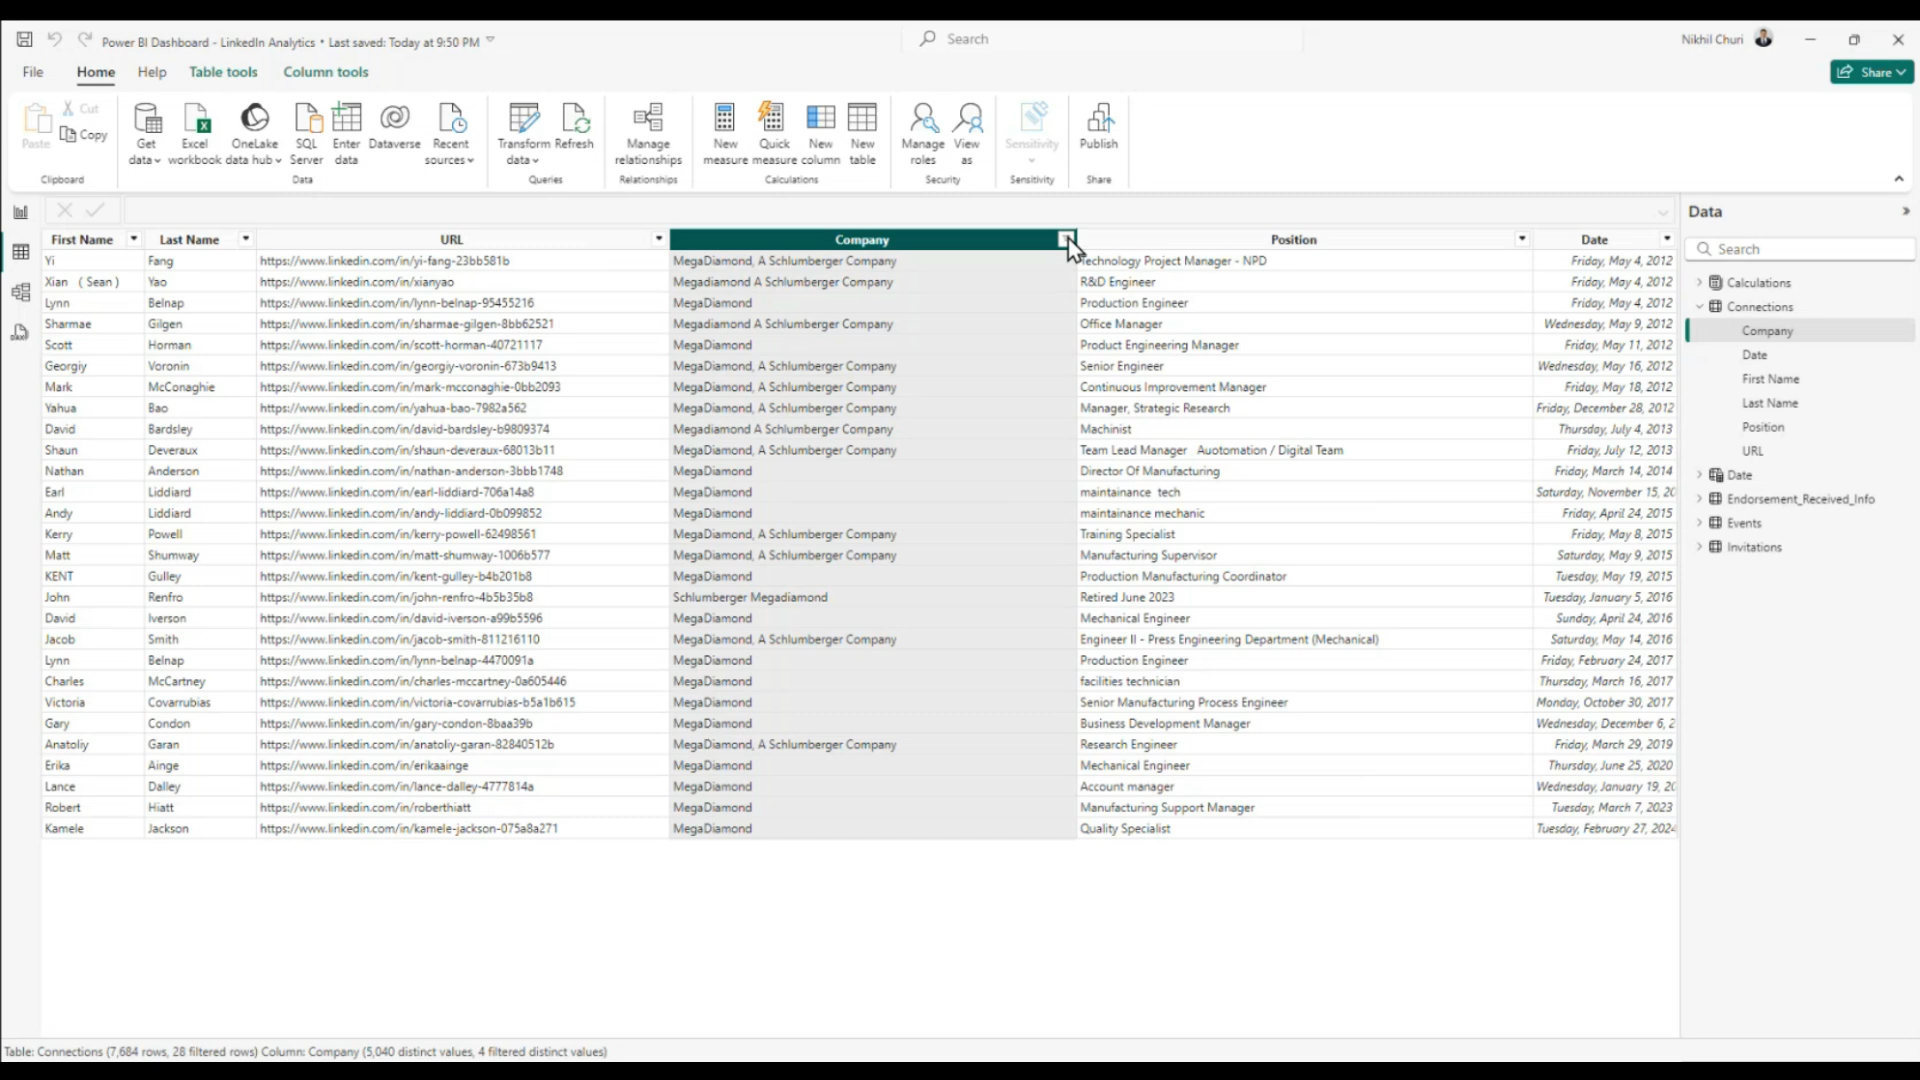 Power BI Dashboard - LinkedIn Analytics • Last saved: Today at 9:50 PM
Search
Nikhil Churi
File Home Help Table tools Column tools
Share
Paste
Cut
Copy
Get data
Excel workbook
OneLake data hub
SQL Server
Enter data
Dataverse
Recent sources
Transform data
Refresh
Manage relationships
New measure
Quick measure
New column
New table
Manage roles
View as
Sensitivity
Publish
Clipboard Data Queries Relationships Calculations Security Sensitivity Share
First Name Last Name URL Company Position Date
Yi Fang https://www.linkedin.com/in/yi-fang-23bb581b MegaDiamond, A Schlumberger Company Technology Project Manager - NPD Friday, May 4, 2012
Xian ( Sean ) Yao https://www.linkedin.com/in/xianyao Megadiamond A Schlumberger Company R&D Engineer Friday, May 4, 2012
Lynn Belnap https://www.linkedin.com/in/lynn-belnap-95455216 MegaDiamond Production Engineer Friday, May 4, 2012
Sharmae Gilgen https://www.linkedin.com/in/sharmae-gilgen-8bb62521 Megadiamond A Schlumberger Company Office Manager Wednesday, May 9, 2012
Scott Horman https://www.linkedin.com/in/scott-horman-40721117 MegaDiamond Product Engineering Manager Friday, May 11, 2012
Georgiy Voronin https://www.linkedin.com/in/georgiy-voronin-673b9413 MegaDiamond, A Schlumberger Company Senior Engineer Wednesday, May 16, 2012
Mark McConaghie https://www.linkedin.com/in/mark-mcconaghie-0bb2093 MegaDiamond, A Schlumberger Company Continuous Improvement Manager Friday, May 18, 2012
Yahua Bao https://www.linkedin.com/in/yahua-bao-7982a562 MegaDiamond, A Schlumberger Company Manager, Strategic Research Friday, December 28, 2012
David Bardsley https://www.linkedin.com/in/david-bardsley-b9809374 Megadiamond A Schlumberger Company Machinist Thursday, July 4, 2013
Shaun Deveraux https://www.linkedin.com/in/shaun-deveraux-68013b11 MegaDiamond, A Schlumberger Company Team Lead Manager Auotomation / Digital Team Friday, July 12, 2013
Nathan Anderson https://www.linkedin.com/in/nathan-anderson-3bbb1748 MegaDiamond Director Of Manufacturing Friday, March 14, 2014
Earl Liddiard https://www.linkedin.com/in/earl-liddiard-706a14a8 MegaDiamond maintainance tech Saturday, November 15, 20
Andy Liddiard https://www.linkedin.com/in/andy-liddiard-0b099852 MegaDiamond maintainance mechanic Friday, April 24, 2015
Kerry Powell https://www.linkedin.com/in/kerry-powell-62498561 MegaDiamond, A Schlumberger Company Training Specialist Friday, May 8, 2015
Matt Shumway https://www.linkedin.com/in/matt-shumway-1006b577 MegaDiamond, A Schlumberger Company Manufacturing Supervisor Saturday, May 9, 2015
KENT Gulley https://www.linkedin.com/in/kent-gulley-b4b201b8 MegaDiamond Production Manufacturing Coordinator Tuesday, May 19, 2015
John Renfro https://www.linkedin.com/in/john-renfro-4b5b35b8 Schlumberger Megadiamond Retired June 2023 Tuesday, January 5, 2016
David Iverson https://www.linkedin.com/in/david-iverson-a99b5596 MegaDiamond Mechanical Engineer Sunday, April 24, 2016
Jacob Smith https://www.linkedin.com/in/jacob-smith-811216110 MegaDiamond, A Schlumberger Company Engineer II - Press Engineering Department (Mechanical) Saturday, May 14, 2016
Lynn Belnap https://www.linkedin.com/in/lynn-belnap-4470091a MegaDiamond Production Engineer Friday, February 24, 2017
Charles McCartney https://www.linkedin.com/in/charles-mccartney-0a605446 MegaDiamond facilities technician Thursday, March 16, 2017
Victoria Covarrubias https://www.linkedin.com/in/victoria-covarrubias-b5a1b615 MegaDiamond Senior Manufacturing Process Engineer Monday, October 30, 2017
Gary Condon https://www.linkedin.com/in/gary-condon-8baa39b MegaDiamond Business Development Manager Wednesday, December 6, 2
Anatoliy Garan https://www.linkedin.com/in/anatoliy-garan-82840512b MegaDiamond, A Schlumberger Company Research Engineer Friday, March 29, 2019
Erika Ainge https://www.linkedin.com/in/erikaainge MegaDiamond Mechanical Engineer Thursday, June 25, 2020
Lance Dalley https://www.linkedin.com/in/lance-dalley-4777814a MegaDiamond Account manager Wednesday, January 19, 20
Robert Hiatt https://www.linkedin.com/in/roberthiatt MegaDiamond Manufacturing Support Manager Tuesday, March 7, 2023
Kamele Jackson https://www.linkedin.com/in/kamele-jackson-075a8a271 MegaDiamond Quality Specialist Tuesday, February 27, 2024
Data
Search
Calculations
Connections
Company
Date
First Name
Last Name
Position
URL
Date
Endorsement_Received_Info
Events
Invitations
Table: Connections (7,684 rows, 28 filtered rows) Column: Company (5,040 distinct values, 4 filtered distinct values)